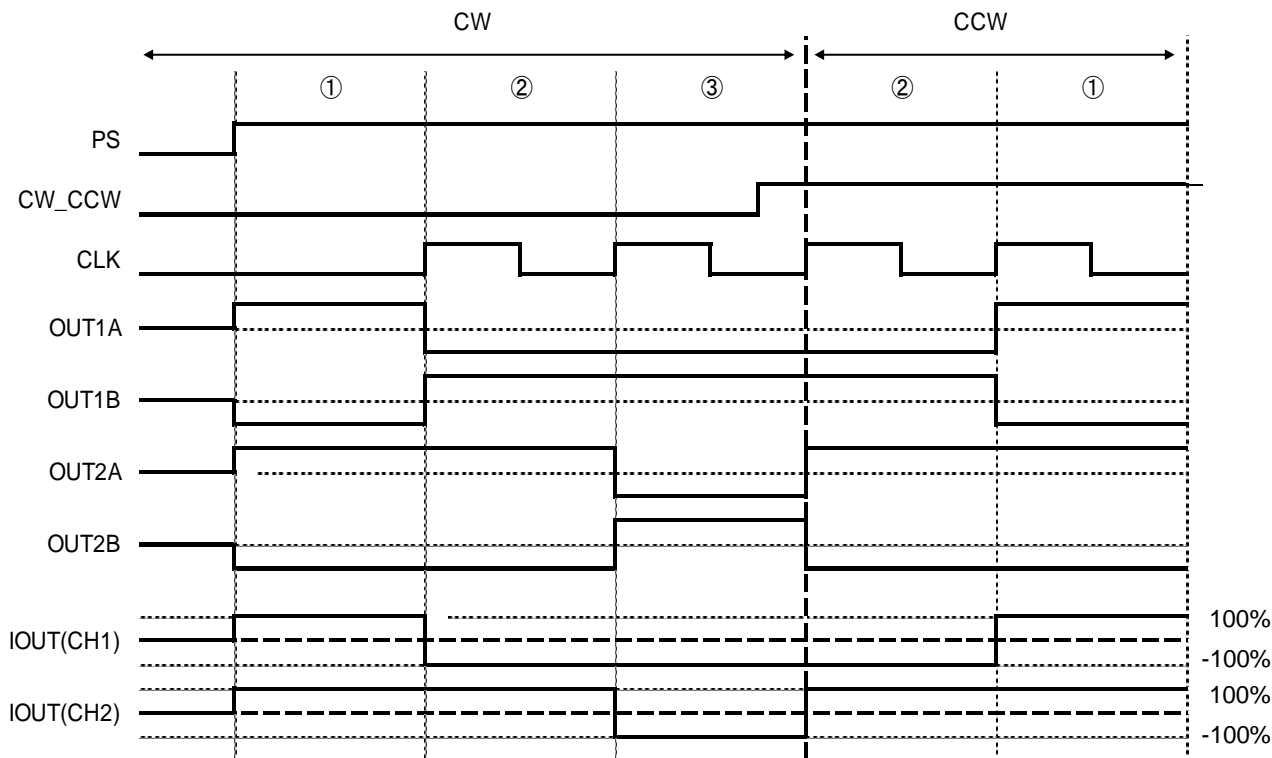 CW CCW
① ② ③ ② ①
PS
CW_CCW
CLK
OUT1A
OUT1B
OUT2A
OUT2B
IOUT(CH1)
100%
-100%
IOUT(CH2)
100%
-100%